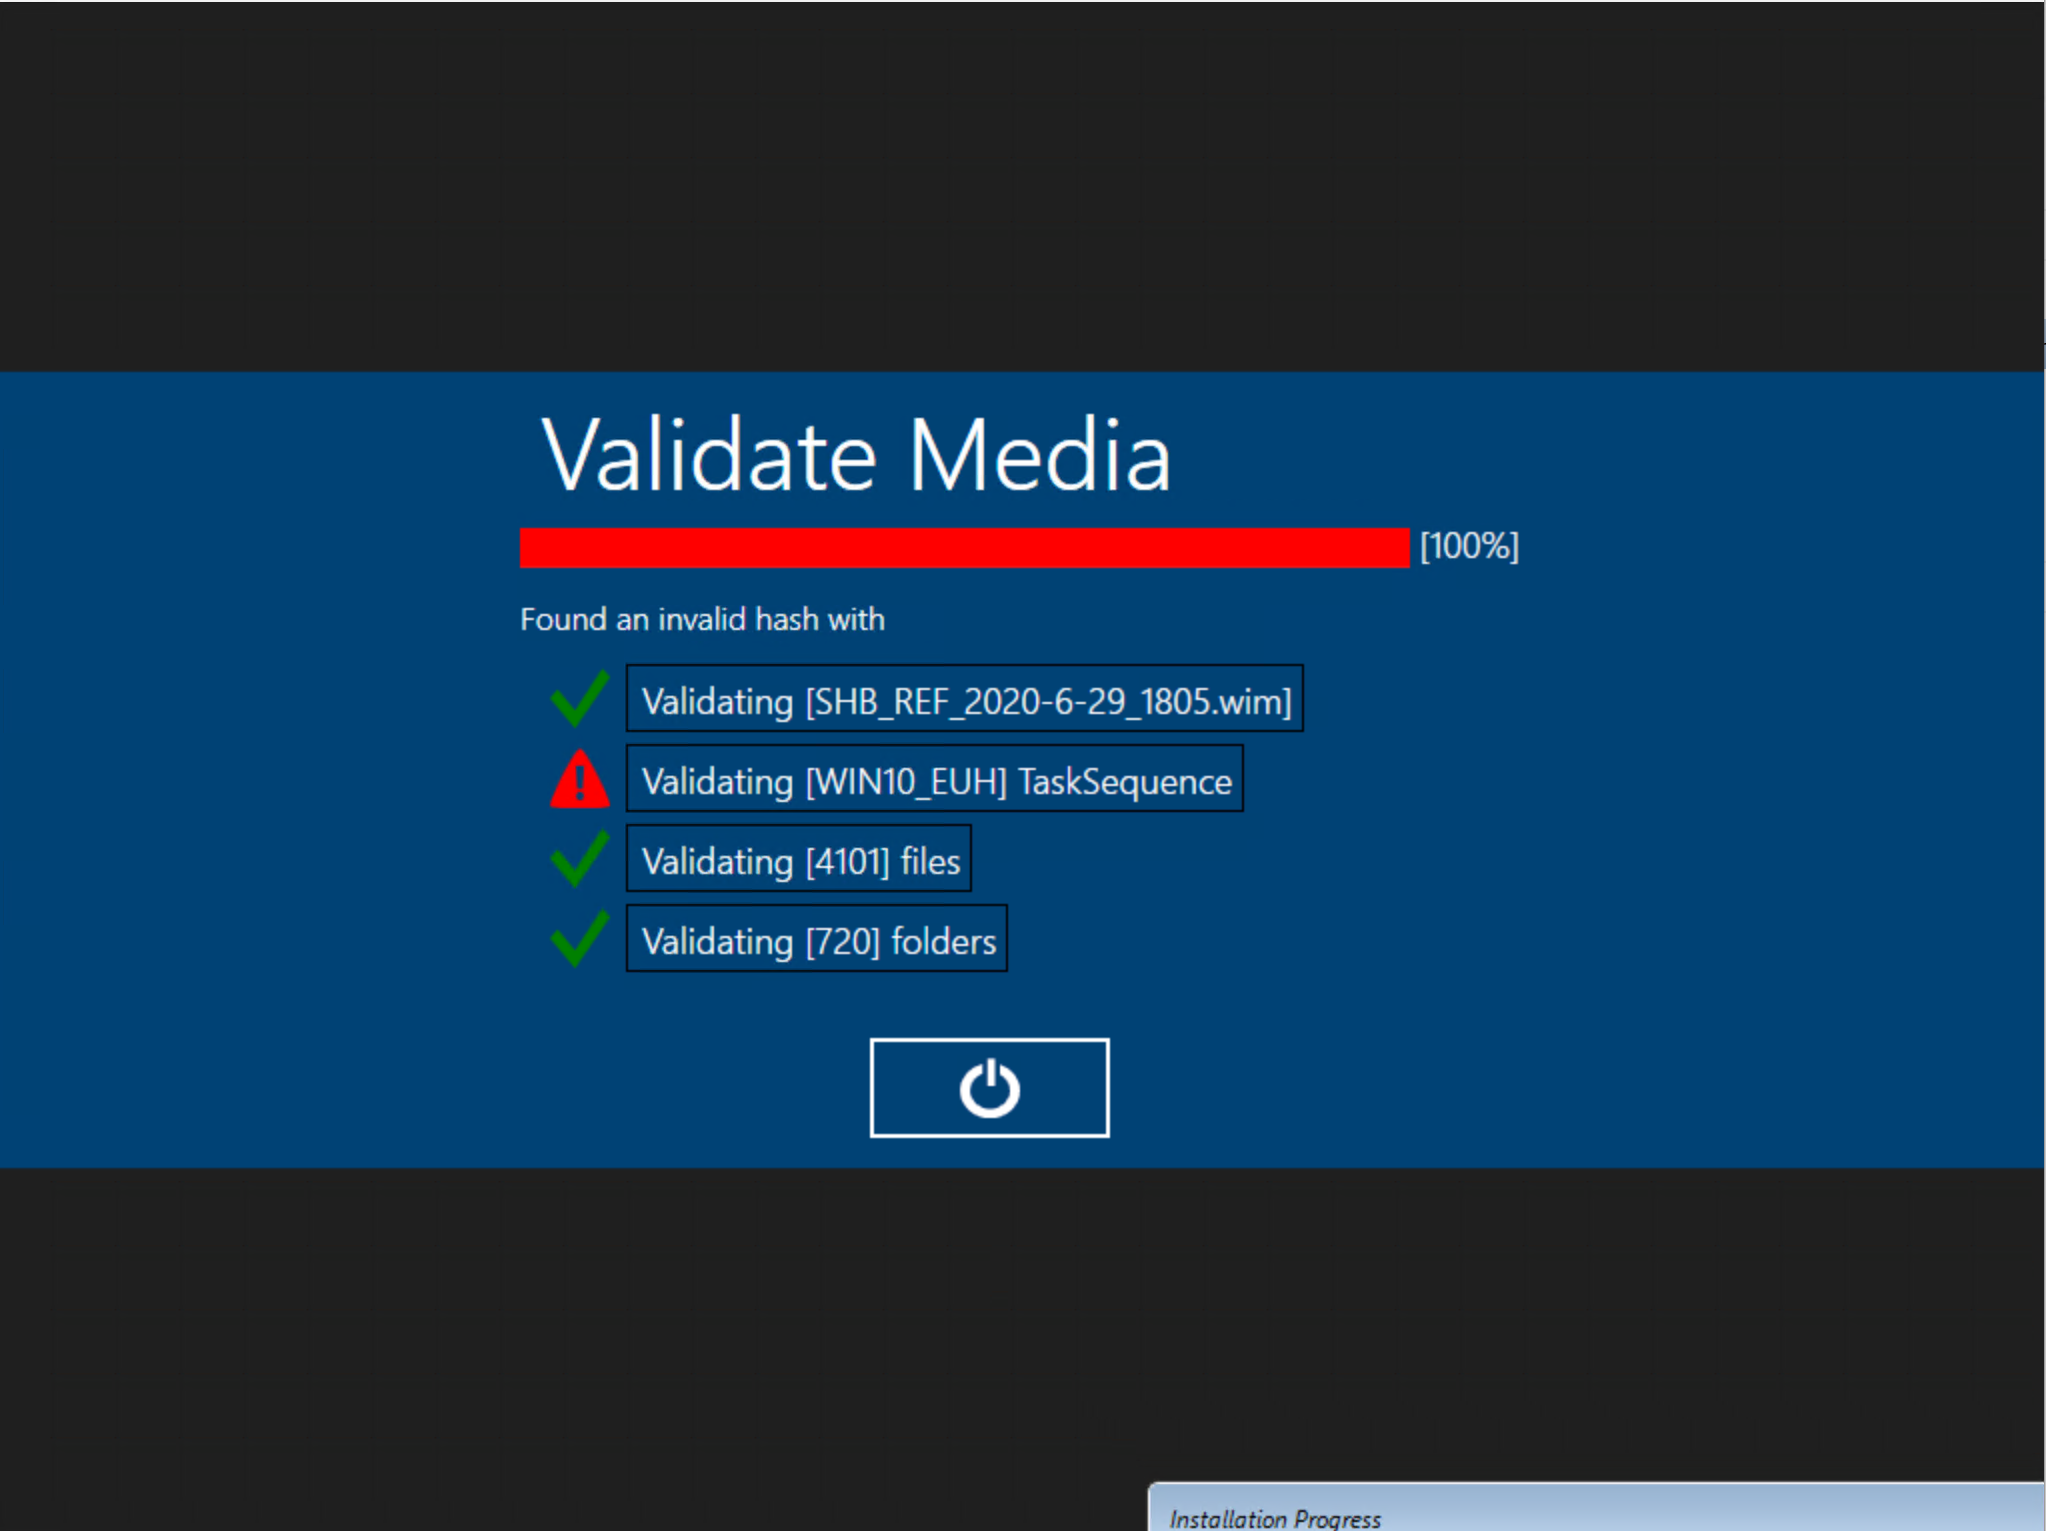 Validate Media
[100%]
Found an invalid hash with
Validating [SHB_REF_2020-6-29_1805.wim]
Validating [WIN10_EUH] TaskSequence
Validating [4101] files
Validating [720] folders
Installation Progress